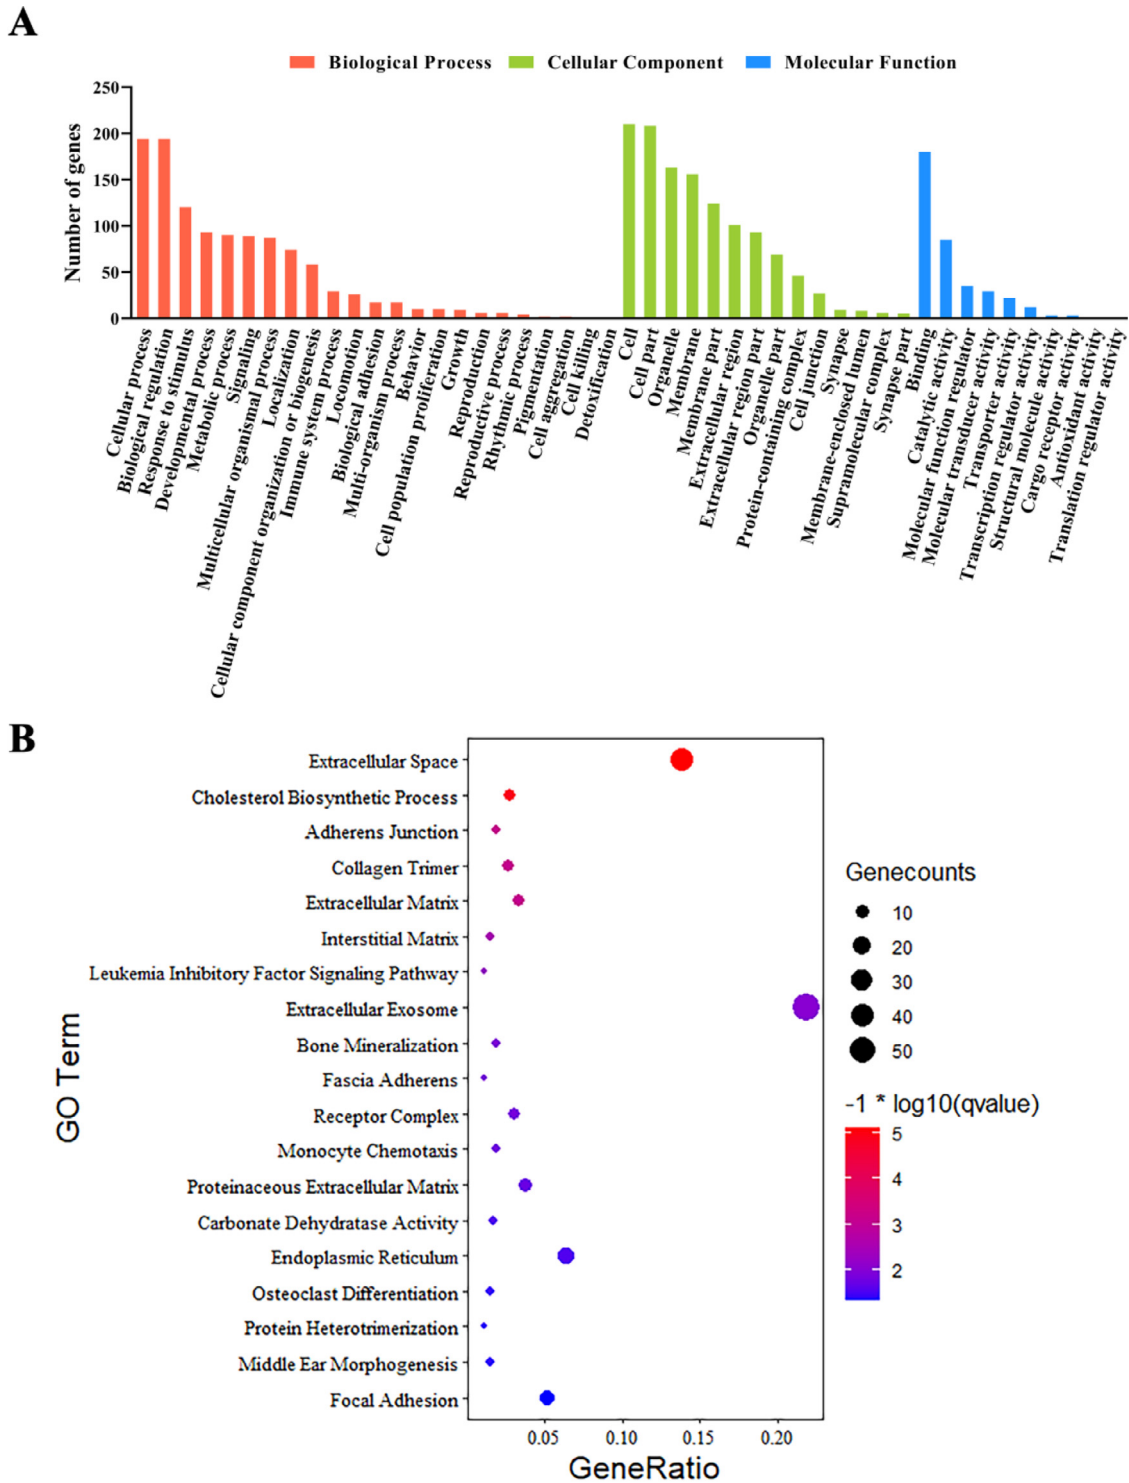 A
Biological Process
Cellular Component
Molecular Function
Number of genes
250
200
150
100
50
0
Cellular process
Biological regulation
Response to stimulus
Developmental process
Metabolic process
Signaling
Multicellular organismal process
Localization
Cellular component organization or biogenesis
Immune system process
Locomotion
Biological adhesion
Multi-organism process
Behavior
Cell population proliferation
Growth
Reproduction
Reproductive process
Rhythmic process
Pigmentation
Cell aggregation
Cell killing
Detoxification
Cell
Cell part
Organelle
Membrane
Membrane part
Extracellular region
Extracellular region part
Organelle part
Protein-containing complex
Cell junction
Synapse
Membrane-enclosed lumen
Supramolecular complex
Synapse part
Binding
Catalytic activity
Molecular function regulator
Molecular transducer activity
Transporter activity
Transcription regulator activity
Structural molecule activity
Cargo receptor activity
Antioxidant activity
Translation regulator activity
B
GO Term
Extracellular Space
Cholesterol Biosynthetic Process
Adherens Junction
Collagen Trimer
Extracellular Matrix
Interstitial Matrix
Leukemia Inhibitory Factor Signaling Pathway
Extracellular Exosome
Bone Mineralization
Fascia Adherens
Receptor Complex
Monocyte Chemotaxis
Proteinaceous Extracellular Matrix
Carbonate Dehydratase Activity
Endoplasmic Reticulum
Osteoclast Differentiation
Protein Heterotrimerization
Middle Ear Morphogenesis
Focal Adhesion
0.05
0.10
0.15
0.20
GeneRatio
Genecounts
10
20
30
40
50
-1 * log10(qvalue)
5
4
3
2